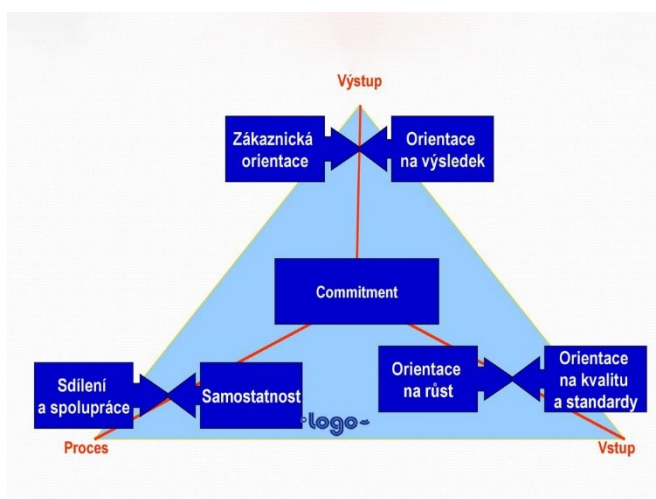 Výstup
Zákaznická
orientace
Orientace
na výsledek
Commitment
Sdílení
a spolupráce
Samostatnost
Orientace
na růst
Orientace
na kvalitu
a standardy
logo
Proces
Vstup